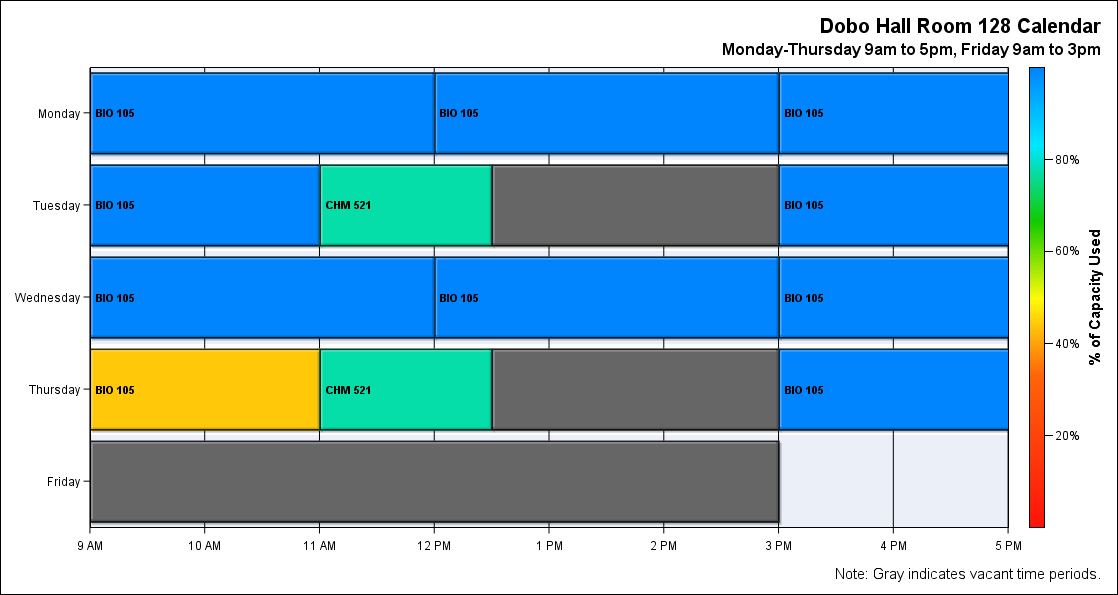 Dobo Hall Room 128 Calendar
Monday-Thursday 9am to 5pm, Friday 9am to 3pm
Monday
BIO 105
BIO 105
BIO 105
Tuesday
BIO 105
CHM 521
BIO 105
Wednesday
BIO 105
BIO 105
BIO 105
Thursday
BIO 105
CHM 521
BIO 105
Friday
9 AM
10 AM
11 AM
12 PM
1 PM
2 PM
3 PM
4 PM
5 PM
80%
60%
40%
20%
% of Capacity Used
Note: Gray indicates vacant time periods.